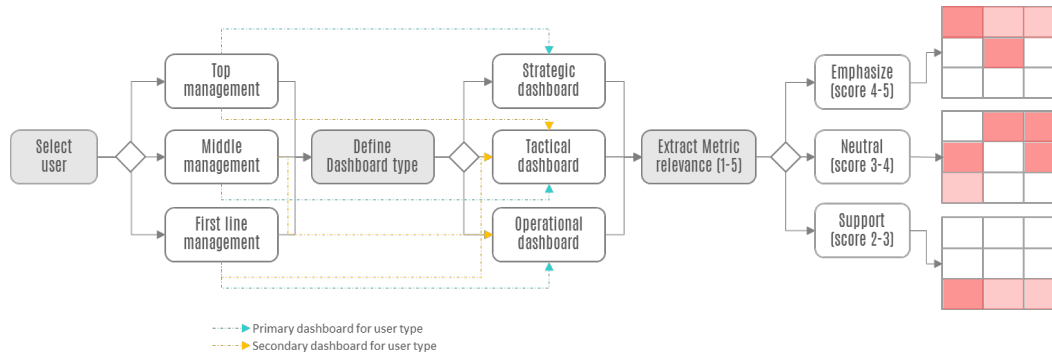 Select
user
Top
management
Middle
management
First line
management
Define
Dashboard type
Strategic
dashboard
Tactical
dashboard
Operational
dashboard
Extract Metric
relevance (1-5)
Emphasize
(score 4-5)
Neutral
(score 3-4)
Support
(score 2-3)
Primary dashboard for user type
Secondary dashboard for user type